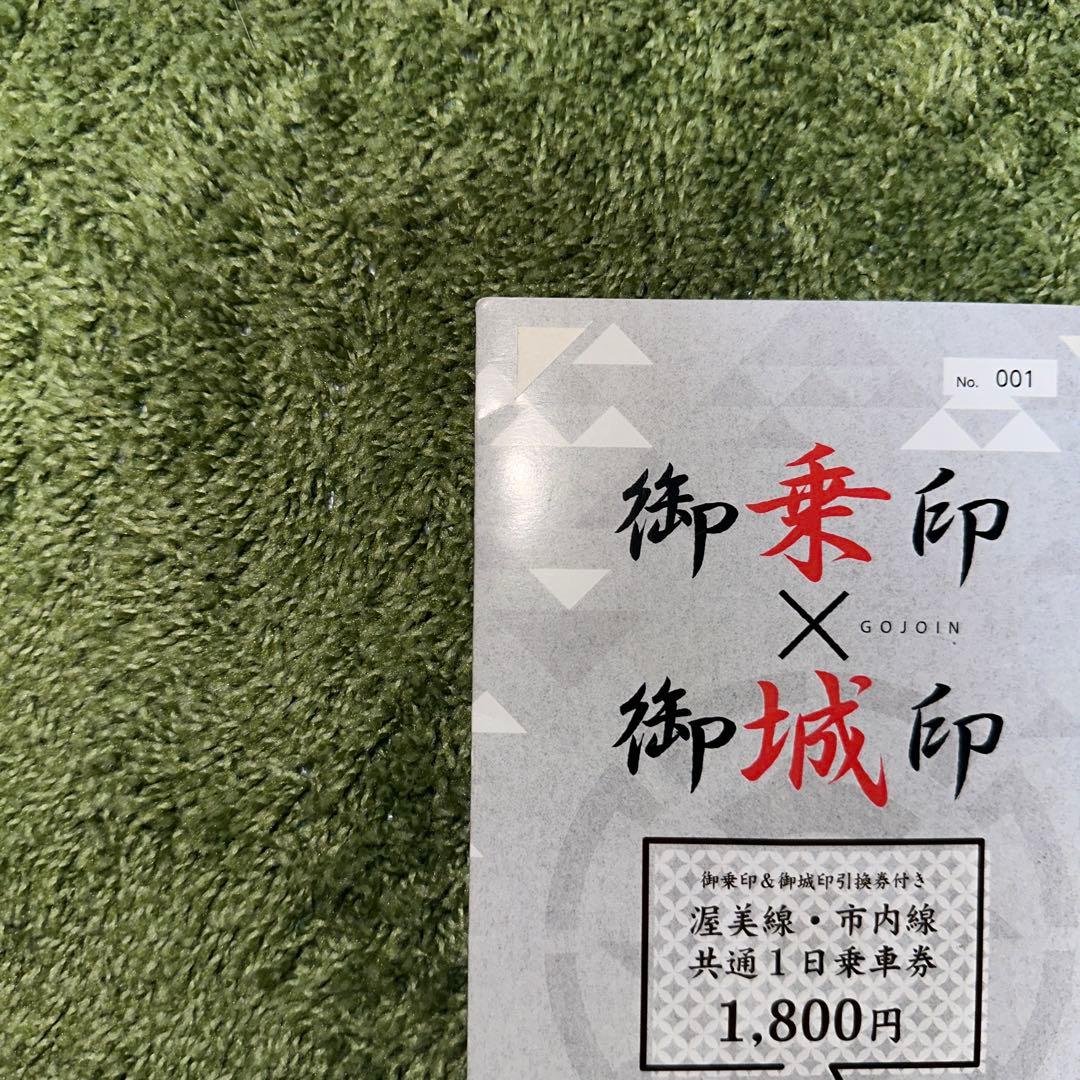 No. 001
御乗印
× GOJOIN
御城印
御乗印&御城印引換券付き
渥美線・市内線
共通1日乗車券
1,800円